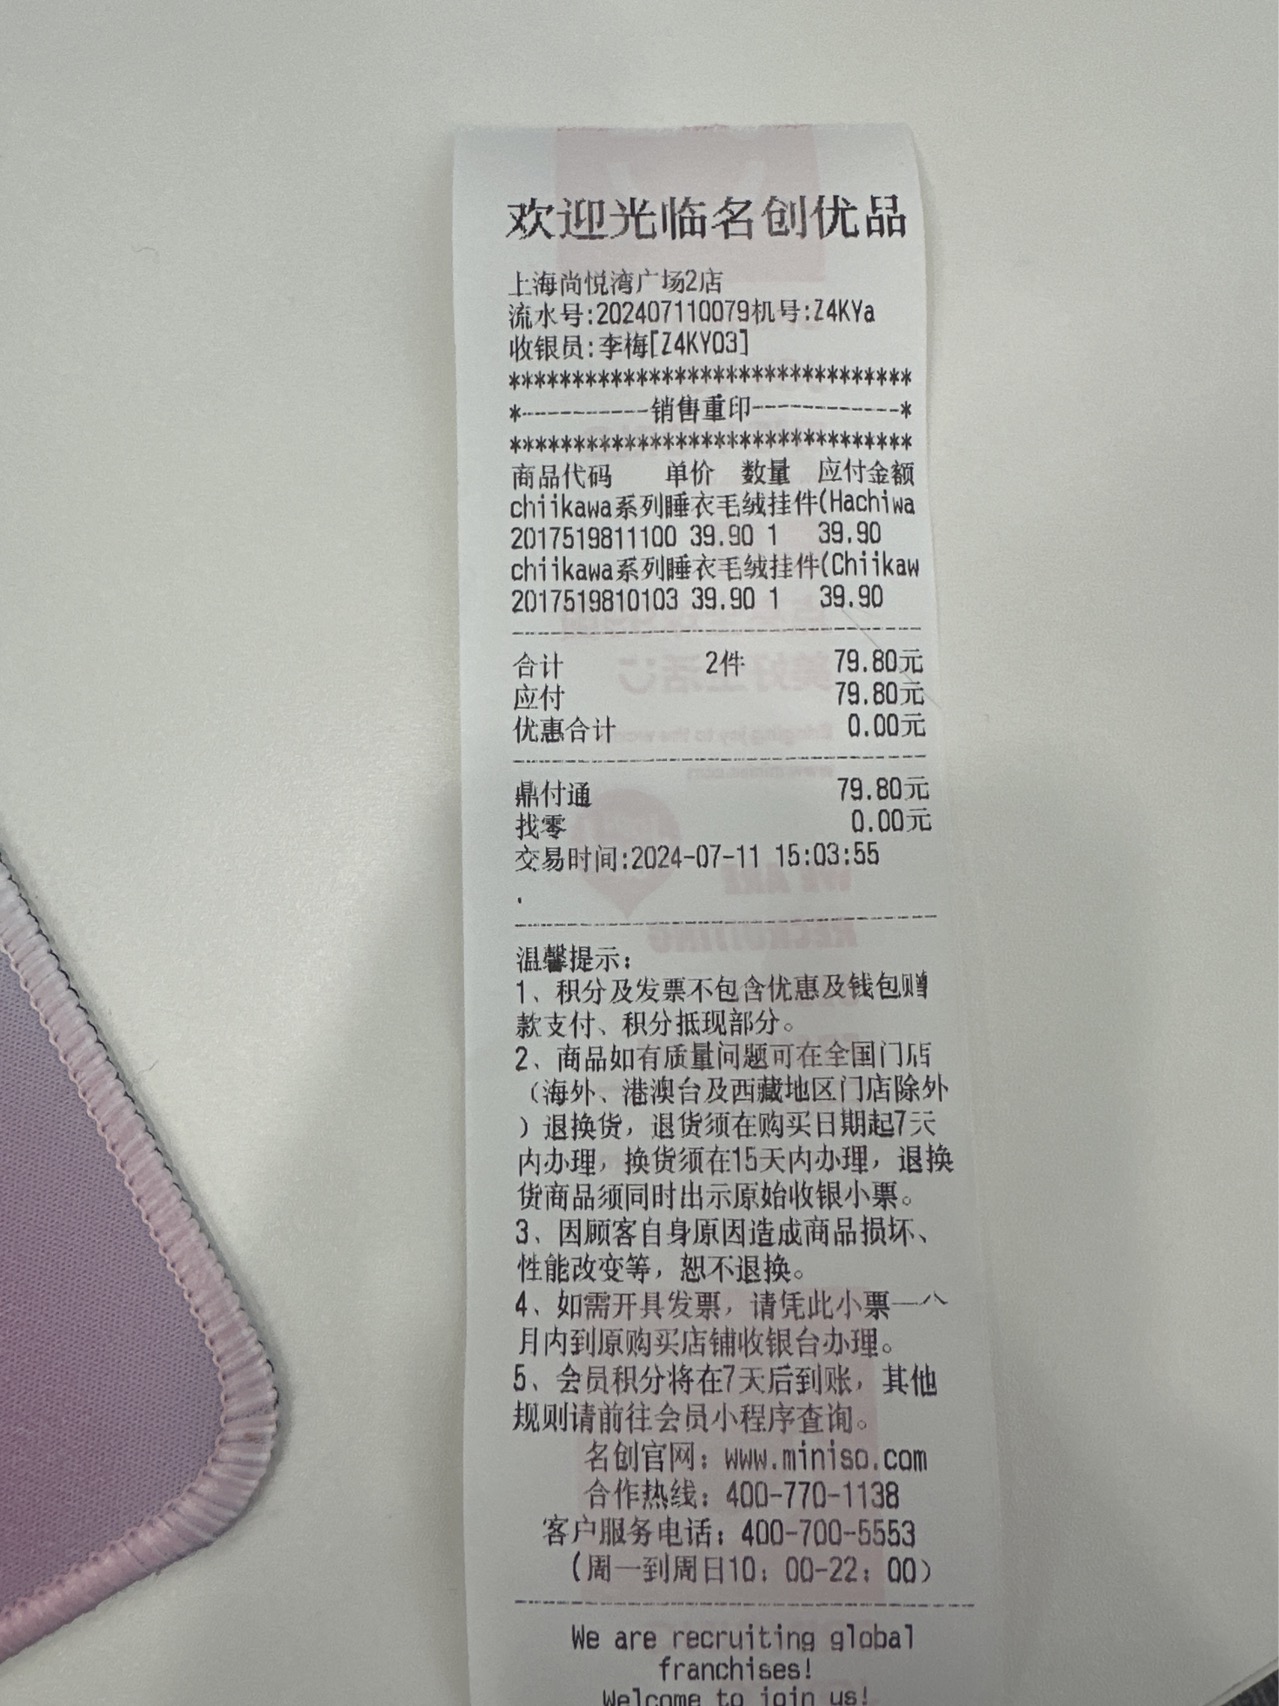 欢迎光临名创优品
上海尚悦湾广场2店
流水号:202407110079机号:Z4KYa
收银员:李梅[Z4KY03]
********************************
*----------销售重印------------*
********************************
商品代码 单价 数量 应付金额
chiikawa系列睡衣毛绒挂件(Hachiwa
2017519811100 39.90 1 39.90
chiikawa系列睡衣毛绒挂件(Chiikaw
2017519810103 39.90 1 39.90
--------------------------------
合计 2件 79.80元
应付 79.80元
优惠合计 0.00元
--------------------------------
鼎付通 79.80元
找零 0.00元
交易时间:2024-07-11 15:03:55
.
--------------------------------
温馨提示:
1、积分及发票不包含优惠及钱包赠
款支付、积分抵现部分。
2、商品如有质量问题可在全国门店
（海外、港澳台及西藏地区门店除外
）退换货，退货须在购买日期起7天
内办理，换货须在15天内办理，退换
货商品须同时出示原始收银小票。
3、因顾客自身原因造成商品损坏、
性能改变等，恕不退换。
4、如需开具发票，请凭此小票一个
月内到原购买店铺收银台办理。
5、会员积分将在7天后到账，其他
规则请前往会员小程序查询。
名创官网：www.miniso.com
合作热线：400-770-1138
客户服务电话：400-700-5553
（周一到周日10：00-22：00）
--------------------------------
We are recruiting global
franchises!
Welcome to join us!